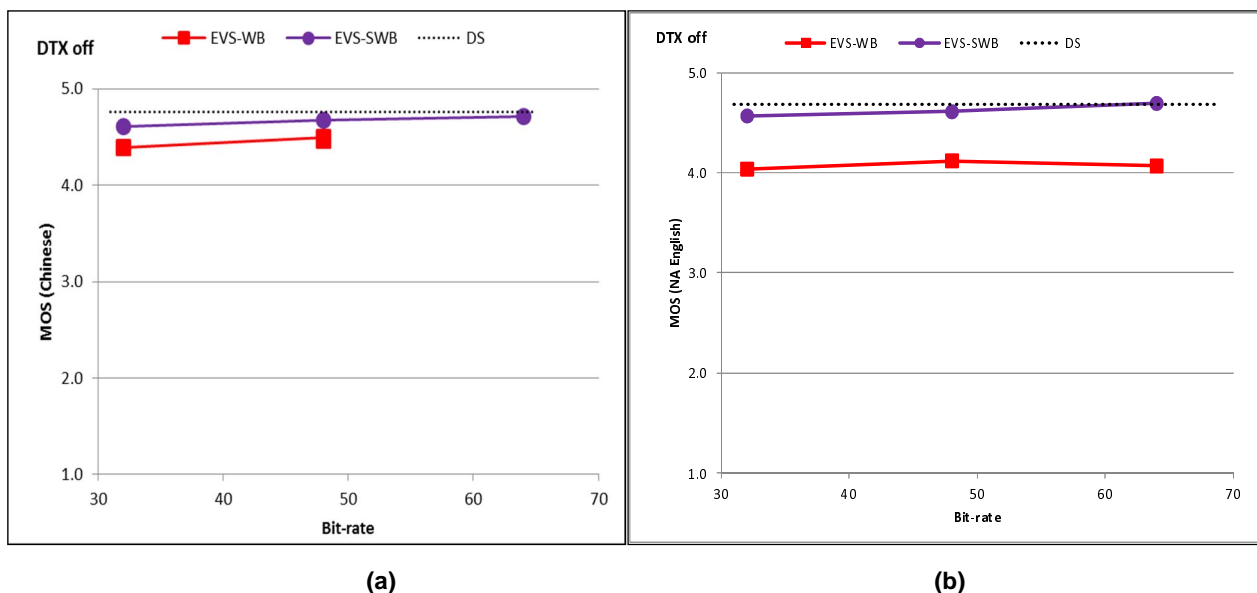 DTX off
EVS-WB EVS-SWB DS
5.0
4.0
3.0
2.0
1.0
MOS (Chinese)
30 40 50 60 70
Bit-rate
(a)
DTX off
EVS-WB EVS-SWB DS
5.0
4.0
3.0
2.0
1.0
MOS (NA English)
30 40 50 60 70
Bit-rate
(b)